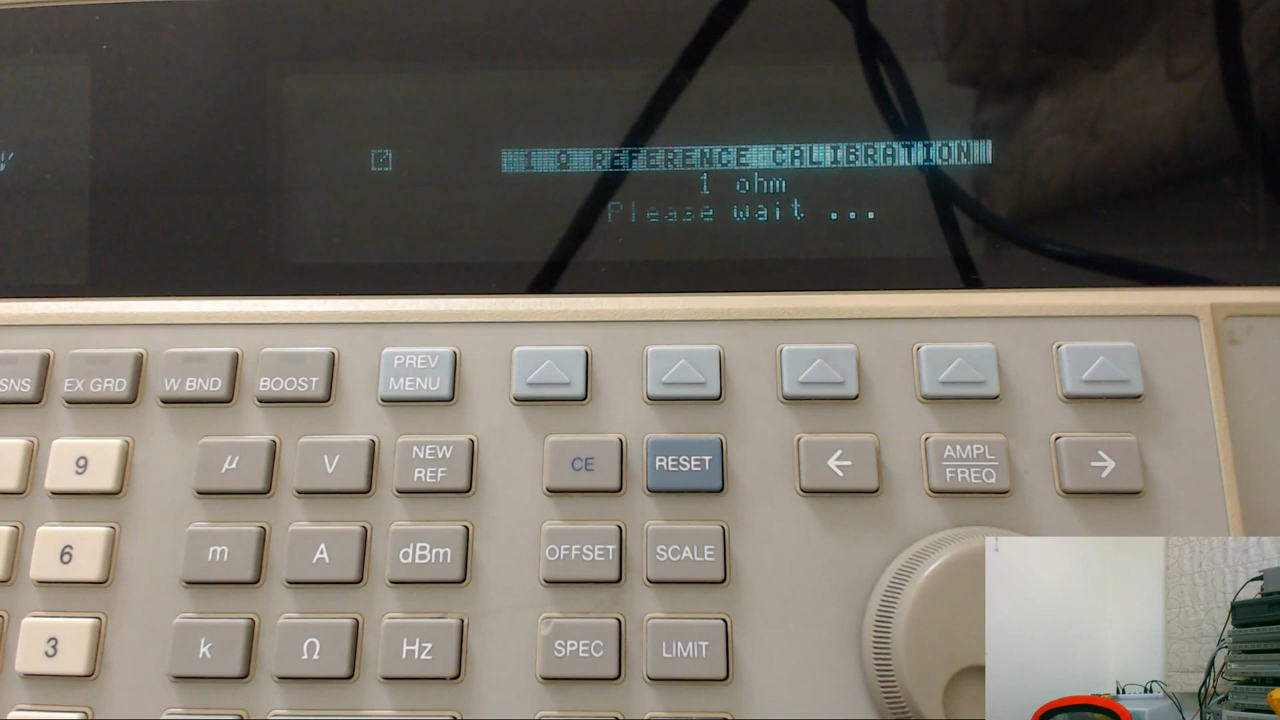 1 Ω REFERENCE CALIBRATION
1 ohm
Please wait ...
SNS
EX GRD
W BND
BOOST
PREV
MENU
9
μ
V
NEW
REF
CE
RESET
←
AMPL
FREQ
→
6
m
A
dBm
OFFSET
SCALE
3
k
Ω
Hz
SPEC
LIMIT